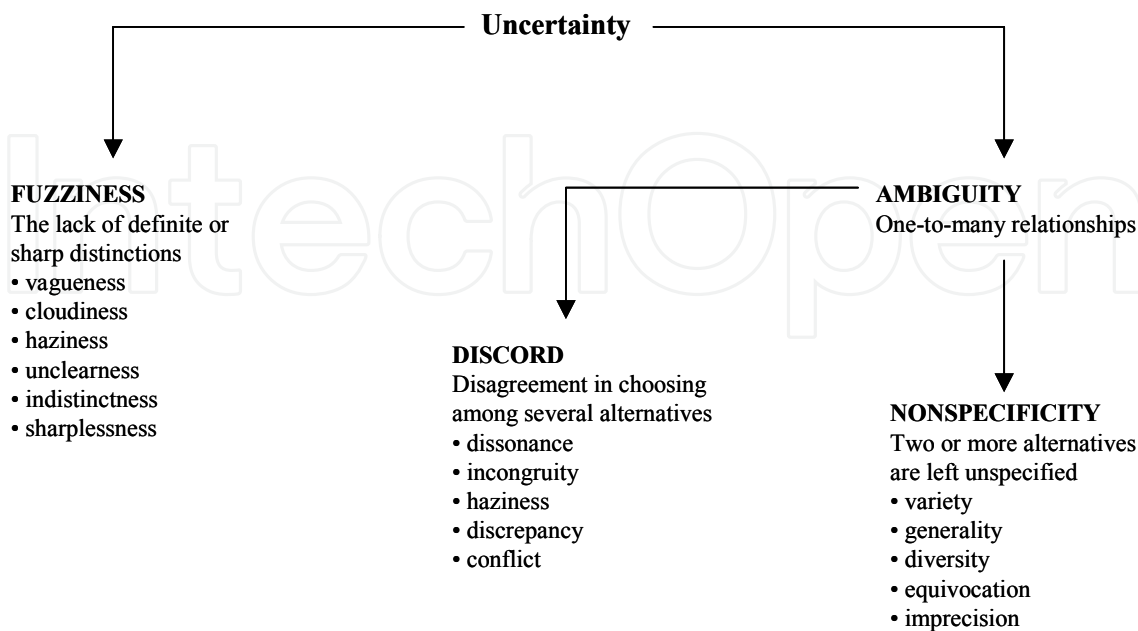 Uncertainty
IntechOpen
FUZZINESS
The lack of definite or
sharp distinctions
• vagueness
• cloudiness
• haziness
• unclearness
• indistinctness
• sharplessness
DISCORD
Disagreement in choosing
among several alternatives
• dissonance
• incongruity
• haziness
• discrepancy
• conflict
AMBIGUITY
One-to-many relationships
NONSPECIFICITY
Two or more alternatives
are left unspecified
• variety
• generality
• diversity
• equivocation
• imprecision